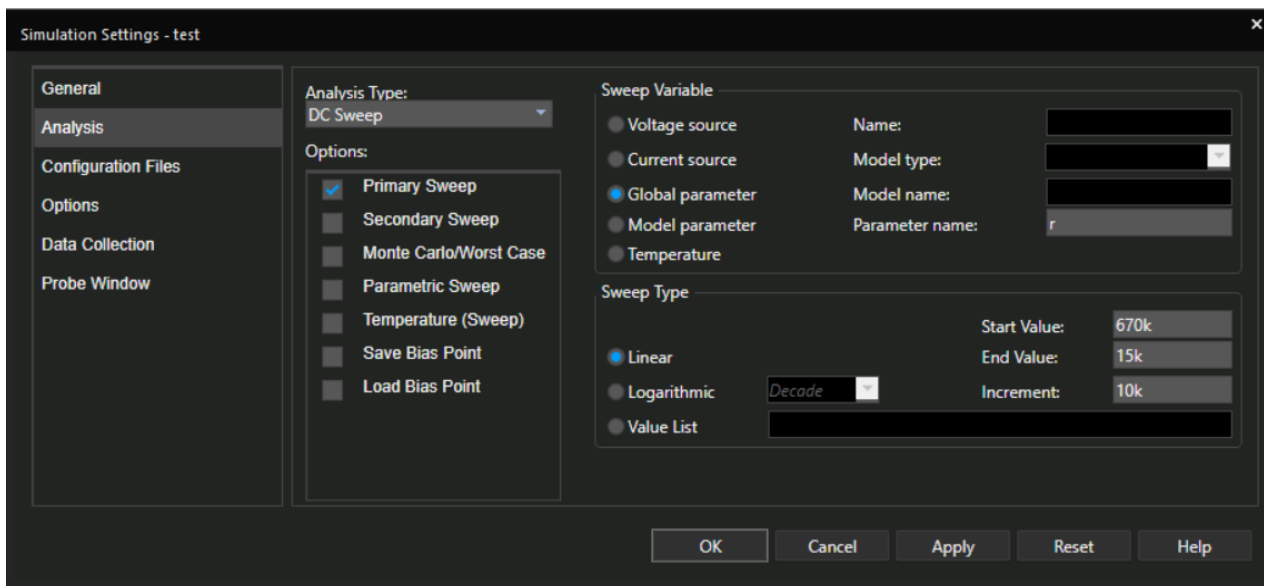 Simulation Settings - test
×
General
Analysis
Configuration Files
Options
Data Collection
Probe Window
Analysis Type:
DC Sweep
Options:
Primary Sweep
Secondary Sweep
Monte Carlo/Worst Case
Parametric Sweep
Temperature (Sweep)
Save Bias Point
Load Bias Point
Sweep Variable
Voltage source Name:
Current source Model type:
Global parameter Model name:
Model parameter Parameter name: r
Temperature
Sweep Type
Start Value: 670k
Linear End Value: 15k
Logarithmic Decade Increment: 10k
Value List
OK Cancel Apply Reset Help